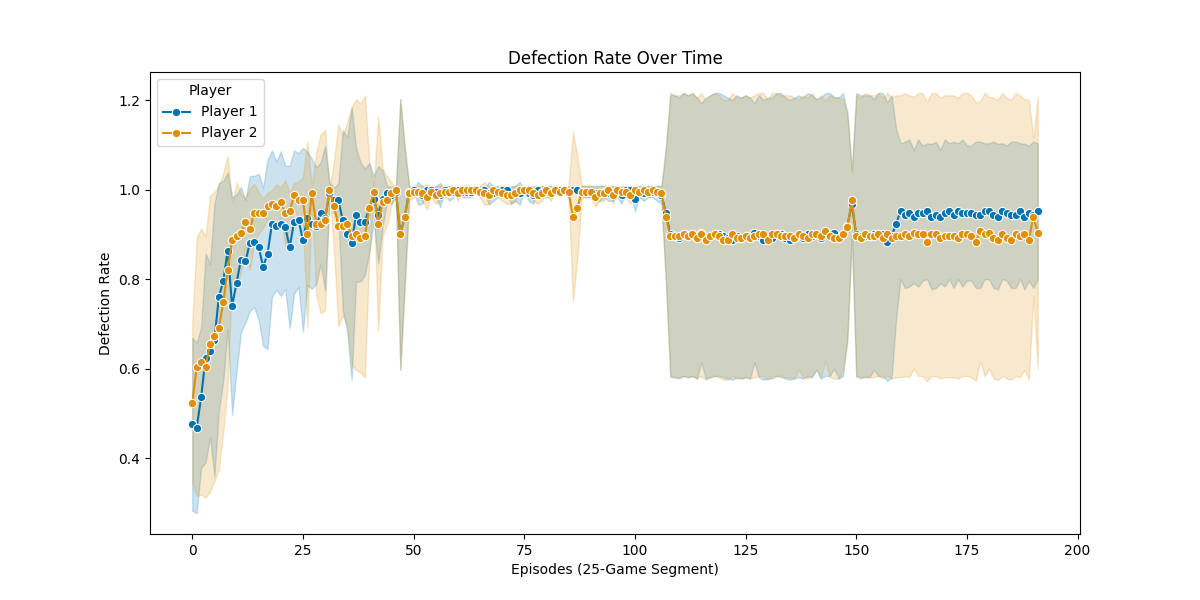 Defection Rate Over Time
Player
Player 1
Player 2
Defection Rate
1.2
1.0
0.8
0.6
0.4
0 25 50 75 100 125 150 175 200
Episodes (25-Game Segment)